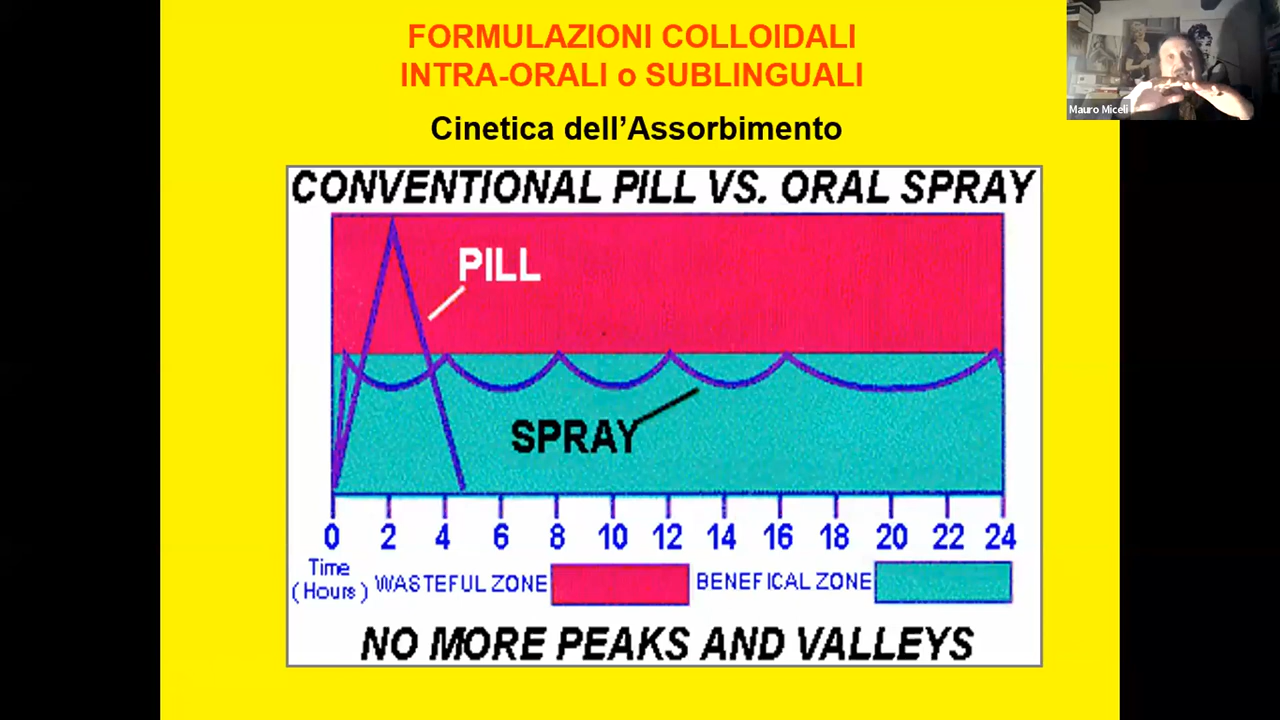 FORMULAZIONI COLLOIDALI
INTRA-ORALI o SUBLINGUALI
Cinetica dell’Assorbimento
Mauro Miceli
CONVENTIONAL PILL VS. ORAL SPRAY
PILL
SPRAY
0 2 4 6 8 10 12 14 16 18 20 22 24
Time
(Hours) WASTEFUL ZONE BENEFICAL ZONE
NO MORE PEAKS AND VALLEYS